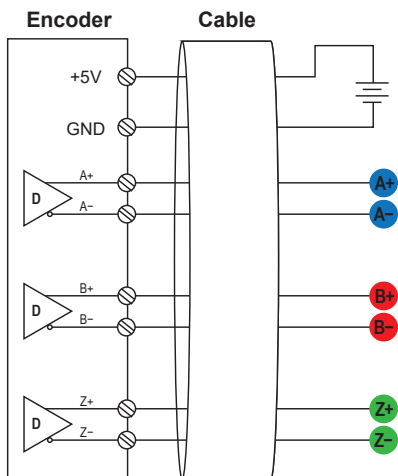 Encoder Cable
+5V
GND
D A+ A+
A− A−
D B+ B+
B− B−
D Z+ Z+
Z− Z−